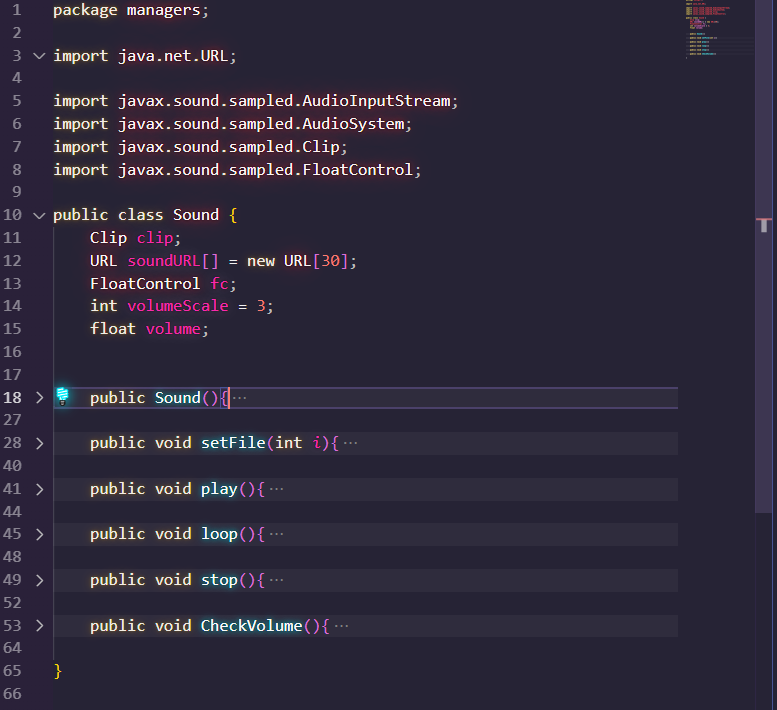 1 package managers;
2
3 import java.net.URL;
4
5 import javax.sound.sampled.AudioInputStream;
6 import javax.sound.sampled.AudioSystem;
7 import javax.sound.sampled.Clip;
8 import javax.sound.sampled.FloatControl;
9
10 public class Sound {
11 Clip clip;
12 URL soundURL[] = new URL[30];
13 FloatControl fc;
14 int volumeScale = 3;
15 float volume;
16
17
18 public Sound(){ ...
27
28 public void setFile(int i){ ...
40
41 public void play(){ ...
44
45 public void loop(){ ...
48
49 public void stop(){ ...
52
53 public void CheckVolume(){ ...
64
65 }
66